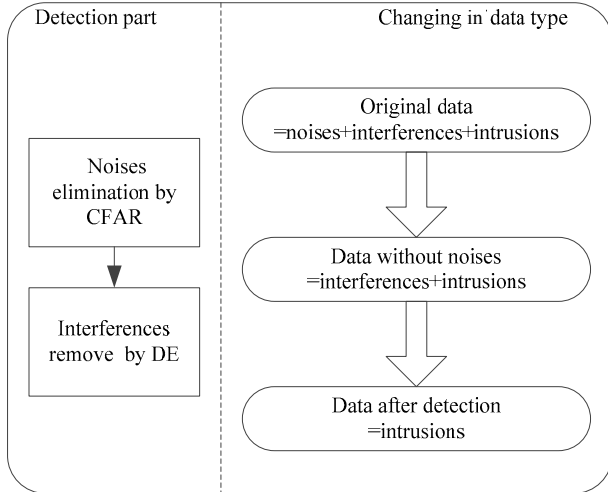 Detection part
Changing in data type
Noises
elimination by
CFAR
Interferences
remove by DE
Original data
=noises+interferences+intrusions
Data without noises
=interferences+intrusions
Data after detection
=intrusions